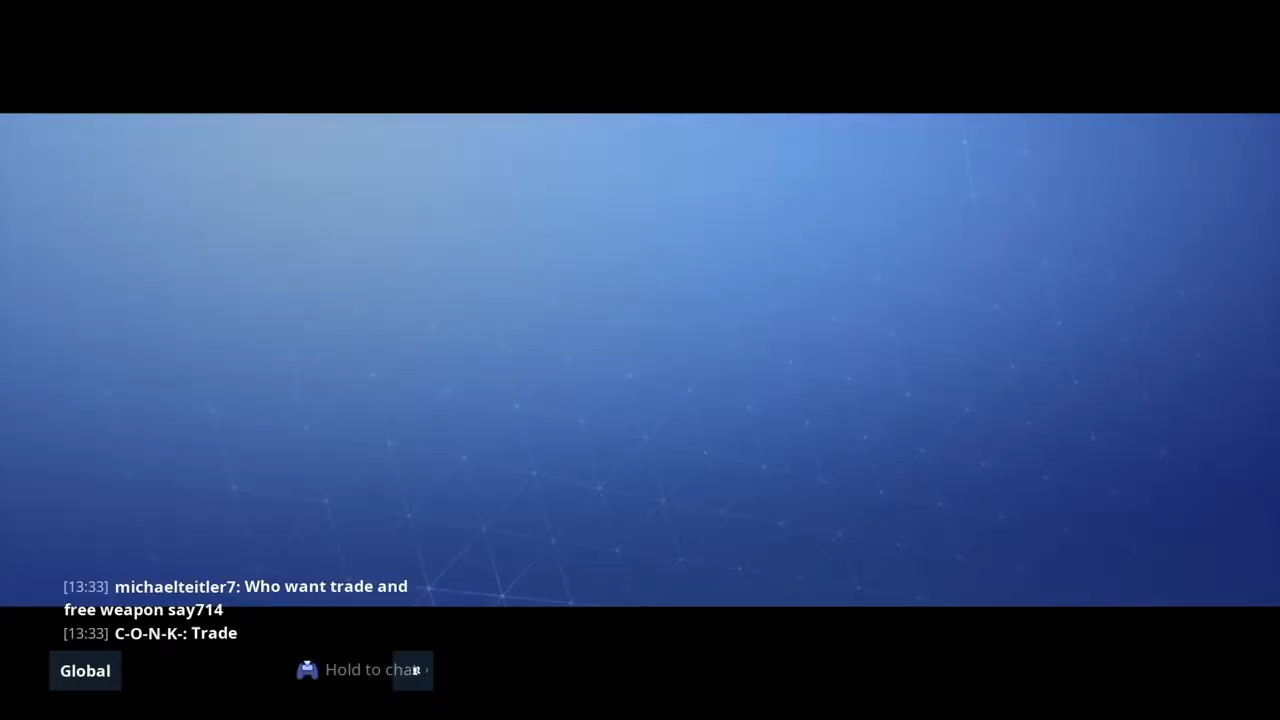 [13:33] michaelteitler7: Who want trade and
free weapon say714
[13:33] C-O-N-K-: Trade
Global
Hold to chat